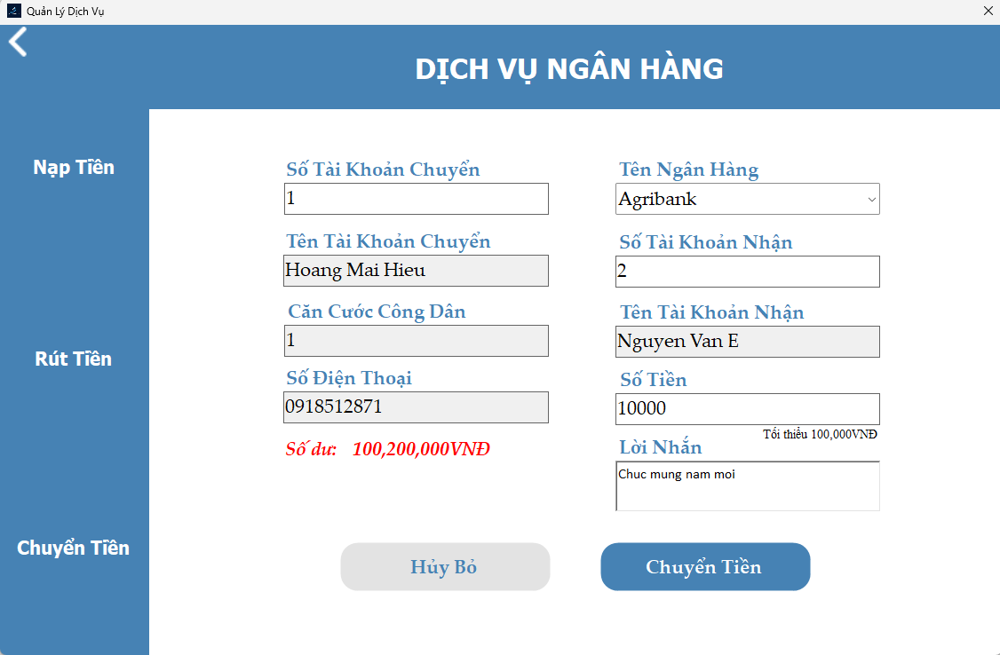 Quản Lý Dịch Vụ
DỊCH VỤ NGÂN HÀNG
Nạp Tiền
Rút Tiền
Chuyển Tiền
Số Tài Khoản Chuyển
1
Tên Tài Khoản Chuyển
Hoang Mai Hieu
Căn Cước Công Dân
1
Số Điện Thoại
0918512871
Số dư: 100,200,000VNĐ
Tên Ngân Hàng
Agribank
Số Tài Khoản Nhận
2
Tên Tài Khoản Nhận
Nguyen Van E
Số Tiền
10000
Tối thiểu 100,000VNĐ
Lời Nhắn
Chuc mung nam moi
Hủy Bỏ
Chuyển Tiền